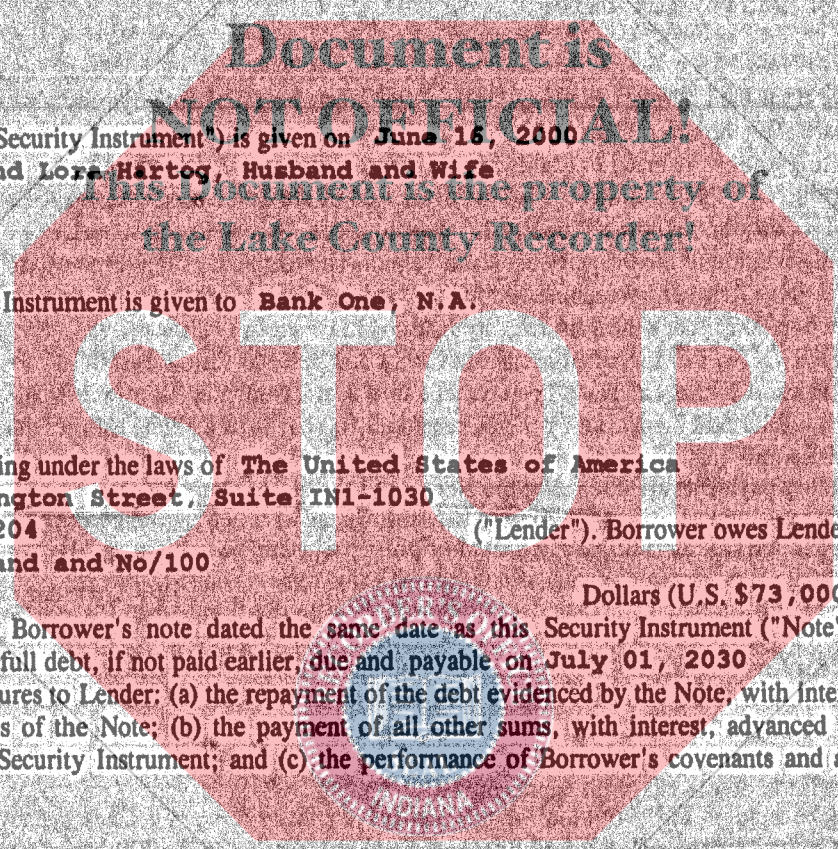 Document is
NOT OFFICIAL!
Security Instrument") is given on June 16, 2000
nd Lora Hartog, Husband and Wife
This Document is the property of
the Lake County Recorder!
Instrument is given to Bank One, N.A.
STOP
ing under the laws of The United States of America
ngton Street, Suite IN1-1030
204 ("Lender"). Borrower owes Lende
and and No/100
Dollars (U.S. $73,000
Borrower's note dated the same date as this Security Instrument ("Note"
full debt, if not paid earlier, due and payable on July 01, 2030
ures to Lender: (a) the repayment of the debt evidenced by the Note, with inte
s of the Note; (b) the payment of all other sums, with interest, advanced
Security Instrument; and (c) the performance of Borrower's covenants and a
RECORDER'S OFFICE
INDIANA